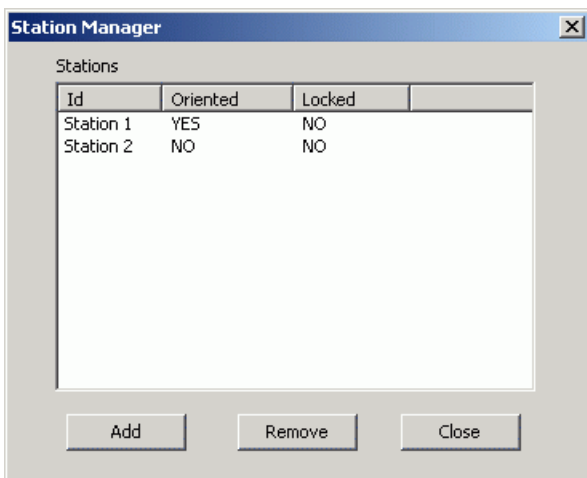 Station Manager
Stations
Id Oriented Locked
Station 1 YES NO
Station 2 NO NO
Add Remove Close